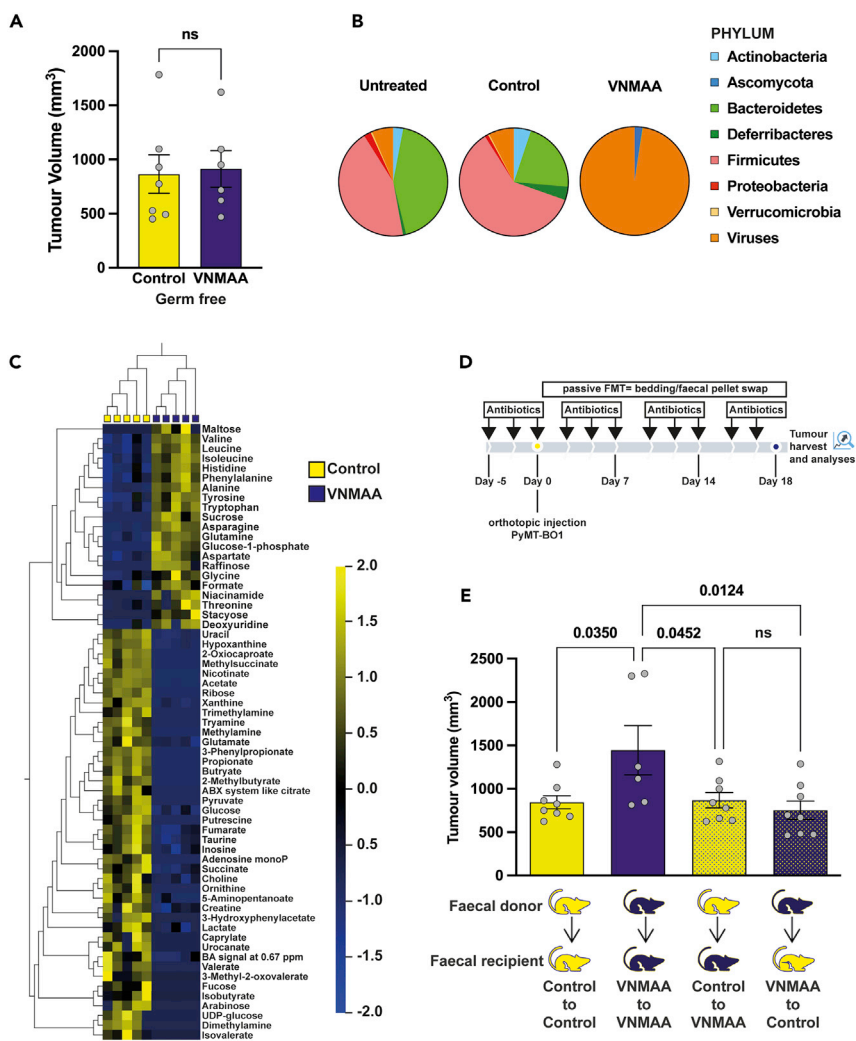 A
ns
2000
1500
1000
500
0
Tumour Volume (mm³)
Control VNMAA
Germ free
B
Untreated
Control
VNMAA
PHYLUM
Actinobacteria
Ascomycota
Bacteroidetes
Deferribacteres
Firmicutes
Proteobacteria
Verrucomicrobia
Viruses
C
Maltose
Valine
Leucine
Isoleucine
Histidine
Phenylalanine
Alanine
Tyrosine
Tryptophan
Sucrose
Asparagine
Glutamine
Glucose-1-phosphate
Aspartate
Raffinose
Glycine
Formate
Niacinamide
Threonine
Stacyose
Deoxyuridine
Uracil
Hypoxanthine
2-Oxiocaproate
Methylsuccinate
Nicotinate
Acetate
Ribose
Xanthine
Trimethylamine
Tryamine
Methylamine
Glutamate
3-Phenylpropionate
Propionate
Butryate
2-Methylbutyrate
ABX system like citrate
Pyruvate
Glucose
Putrescine
Fumarate
Taurine
Inosine
Adenosine monoP
Succinate
Choline
Ornithine
5-Aminopentanoate
Creatine
3-Hydroxyphenylacetate
Lactate
Caprylate
Urocanate
BA signal at 0.67 ppm
Valerate
3-Methyl-2-oxovalerate
Fucose
Isobutyrate
Arabinose
UDP-glucose
Dimethylamine
Isovalerate
Control
VNMAA
2.0
1.5
1.0
0.5
0.0
-0.5
-1.0
-1.5
-2.0
D
passive FMT= bedding/faecal pellet swap
Antibiotics
Antibiotics
Antibiotics
Antibiotics
Tumour
harvest
and analyses
Day -5
Day 0
Day 7
Day 14
Day 18
orthotopic injection
PyMT-BO1
E
0.0124
0.0350
0.0452
ns
2500
2000
1500
1000
500
0
Tumour volume (mm³)
Faecal donor
Faecal recipient
Control
to
Control
VNMAA
to
VNMAA
Control
to
VNMAA
VNMAA
to
Control